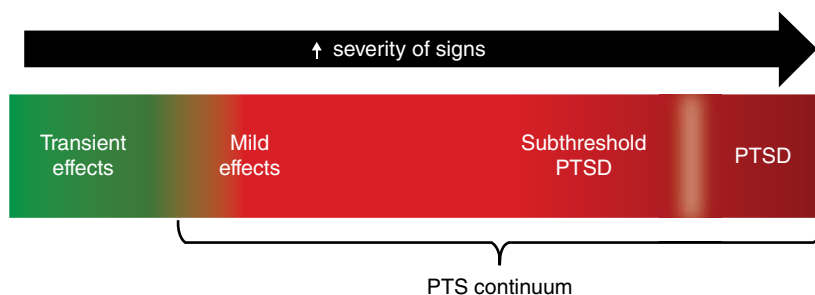 ↑ severity of signs
Transient
effects
Mild
effects
Subthreshold
PTSD
PTSD
PTS continuum